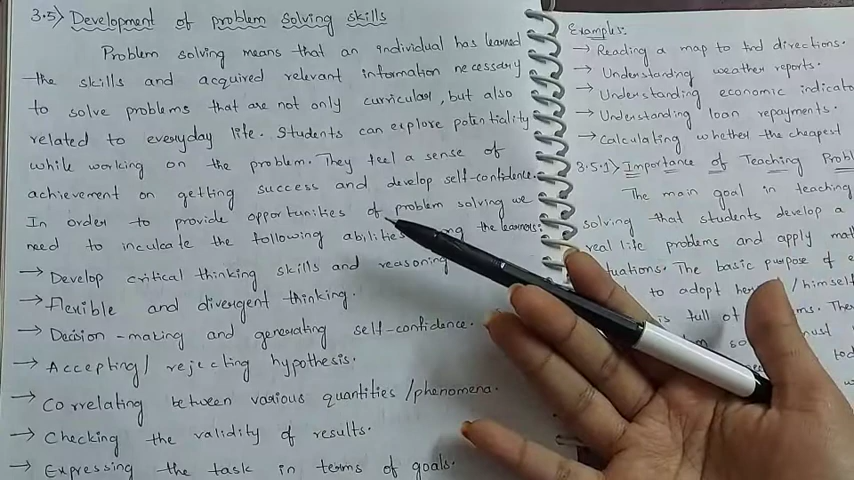 3.5) Development of problem solving skills
Problem solving means that an individual has learned
the skills and acquired relevant information necessary
to solve problems that are not only curricular, but also
related to everyday life. Students can explore potentiality
while working on the problem. They feel a sense of
achievement on getting success and develop self-confidence.
In order to provide opportunities of problem solving we
need to inculcate the following abilities the learners:
→ Develop critical thinking skills and reasoning
→ Flexible and divergent thinking.
→ Decision-making and generating self-confidence.
→ Accepting/rejecting hypothesis.
→ Correlating between various quantities/phenomena.
→ Checking the validity of results.
→ Expressing the task in terms of goals.
Examples:
→ Reading a map to find directions.
→ Understanding weather reports.
→ Understanding economic
→ Understanding loan repayments.
→ Calculating whether the cheapest
3.5.1) Importance of Teaching
The main goal in teaching
solving that students develop a
real life problems and apply
The basic purpose of
to adopt /himself
is full of